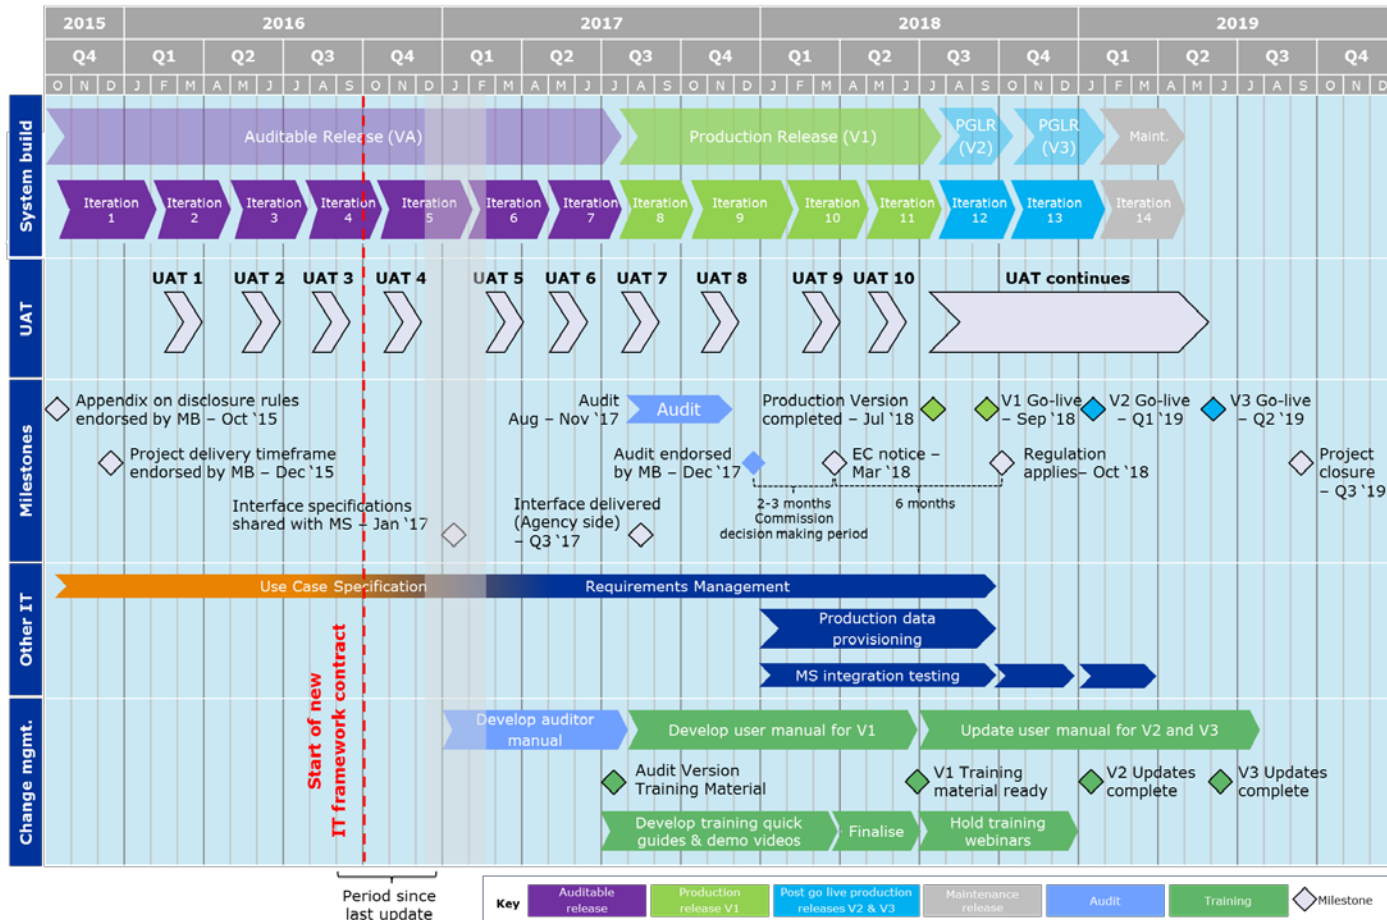 2015 2016 2017 2018 2019
Q4 Q1 Q2 Q3 Q4 Q1 Q2 Q3 Q4 Q1 Q2 Q3 Q4 Q1 Q2 Q3 Q4
O N D J F M A M J J A S O N D J F M A M J J A S O N D J F M A M J J A S O N D J F M A M J J A S O N D
System build
Auditable Release (VA)
Production Release (V1)
PGLR
(V2)
PGLR
(V3)
Maint.
Iteration
1
Iteration
2
Iteration
3
Iteration
4
Iteration
5
Iteration
6
Iteration
7
Iteration
8
Iteration
9
Iteration
10
Iteration
11
Iteration
12
Iteration
13
Iteration
14
UAT
UAT 1
UAT 2
UAT 3
UAT 4
UAT 5
UAT 6
UAT 7
UAT 8
UAT 9
UAT 10
UAT continues
Milestones
Appendix on disclosure rules
endorsed by MB – Oct ‘15
Project delivery timeframe
endorsed by MB – Dec ‘15
Interface specifications
shared with MS – Jan ‘17
Audit
Aug – Nov ‘17
Audit
Audit endorsed
by MB – Dec ‘17
Interface delivered
(Agency side)
– Q3 ‘17
Production Version
completed – Jul ‘18
V1 Go-live
– Sep ‘18
V2 Go-live
– Q1 ‘19
V3 Go-live
– Q2 ‘19
EC notice –
Mar ‘18
Regulation
applies– Oct ‘18
Project
closure
– Q3 ‘19
2-3 months
Commission
decision making period
6 months
Other IT
Use Case Specification
Requirements Management
Production data
provisioning
MS integration testing
Start of new
IT framework contract
Change mgmt.
Develop auditor
manual
Develop user manual for V1
Update user manual for V2 and V3
Audit Version
Training Material
V1 Training
material ready
V2 Updates
complete
V3 Updates
complete
Develop training quick
guides & demo videos
Finalise
Hold training
webinars
Period since
last update
Key
Auditable
release
Production
release V1
Post go live production
releases V2 & V3
Maintenance
release
Audit
Training
Milestone